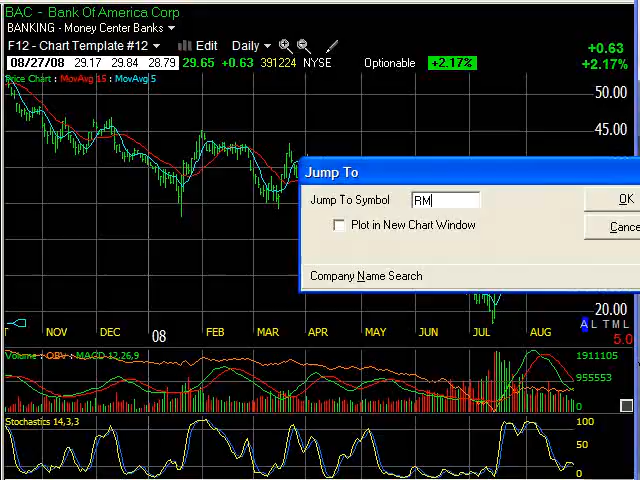 BAC - Bank Of America Corp
BANKING - Money Center Banks
F12 - Chart Template #12 Edit Daily
+0.63
08/27/08 29.17 29.84 28.79 29.65 +0.63 391224 NYSE Optionable +2.17% +2.17%
Price Chart : MovAvg 15 : MovAvg 5
50.00
45.00
Jump To
Jump To Symbol RM OK
Plot in New Chart Window Cance
Company Name Search
20.00
NOV DEC 08 FEB MAR APR MAY JUN JUL AUG A L T M L
5.0
Volume : OBV : MACD 12,26,9 1911105
955553
Stochastics 14,3,3 100
50
0